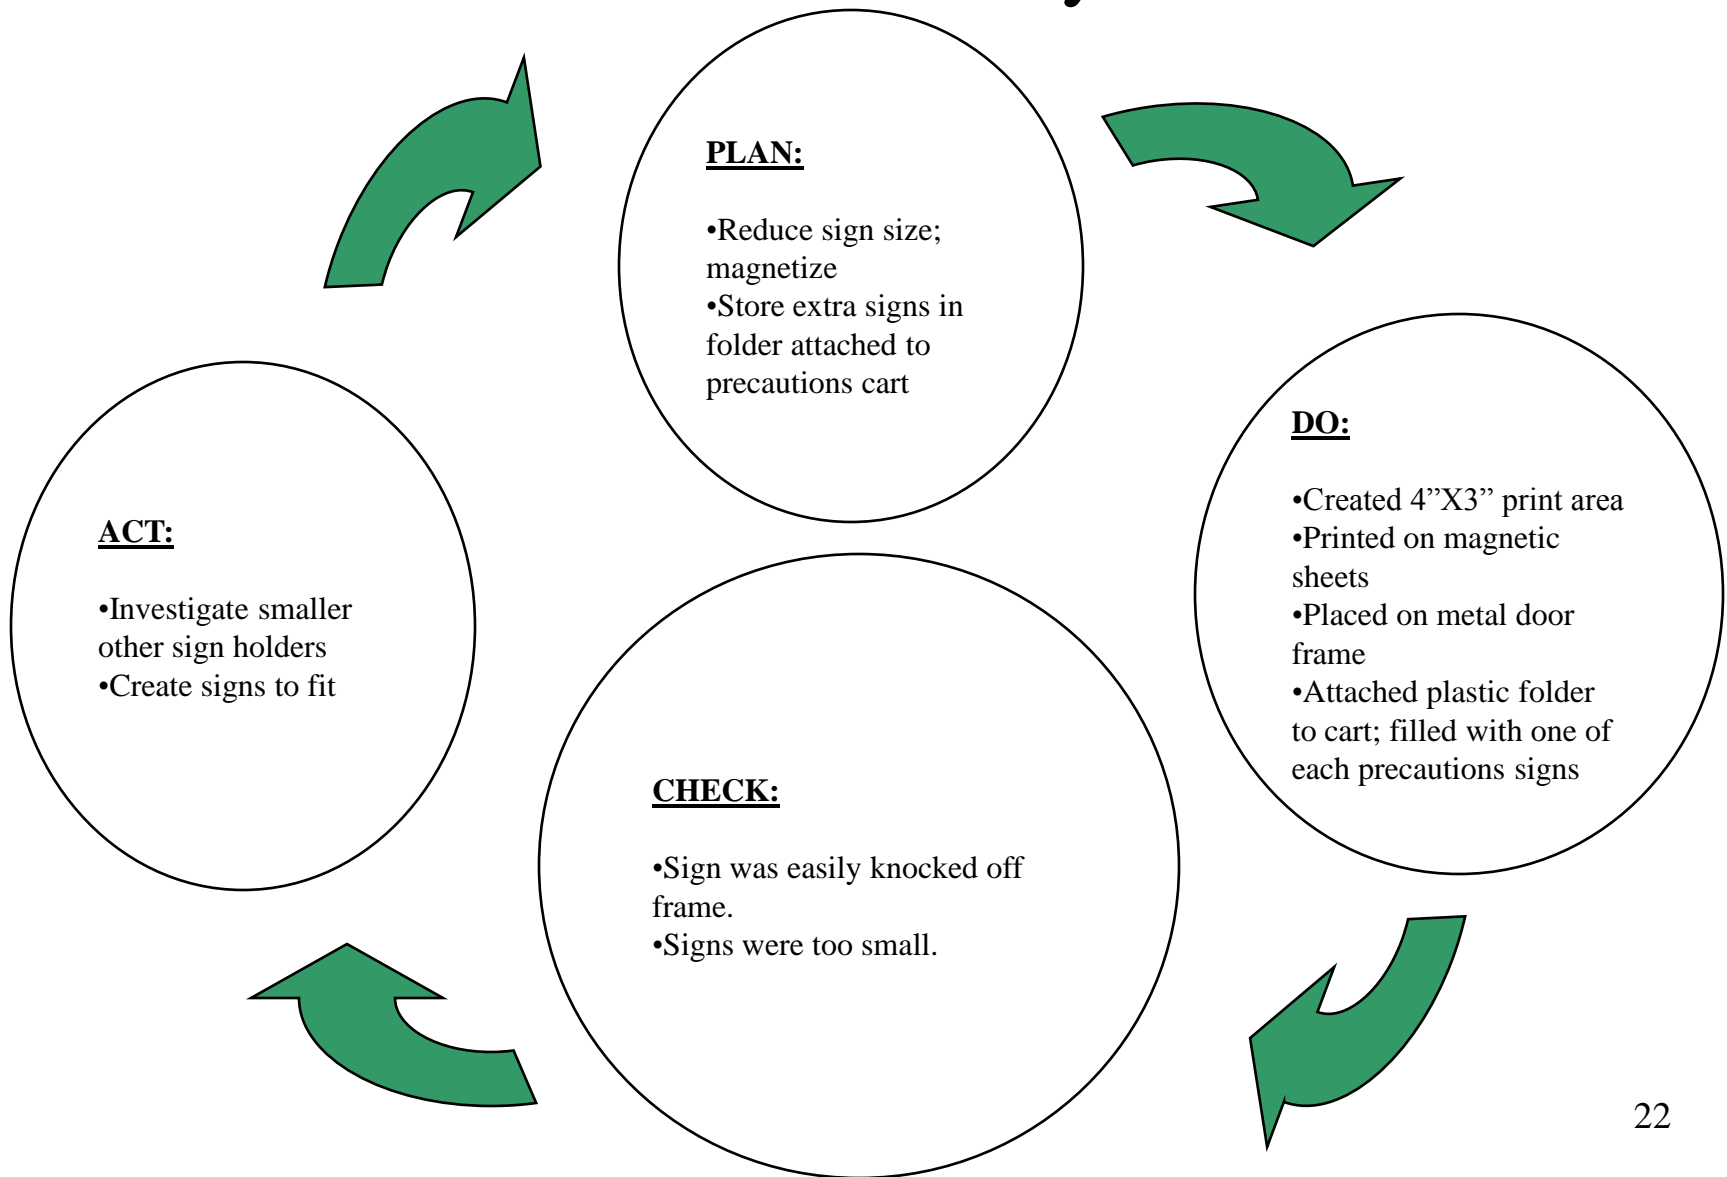 PLAN:
•Reduce sign size;
magnetize
•Store extra signs in
folder attached to
precautions cart
DO:
•Created 4”X3” print area
•Printed on magnetic
sheets
•Placed on metal door
frame
•Attached plastic folder
to cart; filled with one of
each precautions signs
CHECK:
•Sign was easily knocked off
frame.
•Signs were too small.
ACT:
•Investigate smaller
other sign holders
•Create signs to fit
22